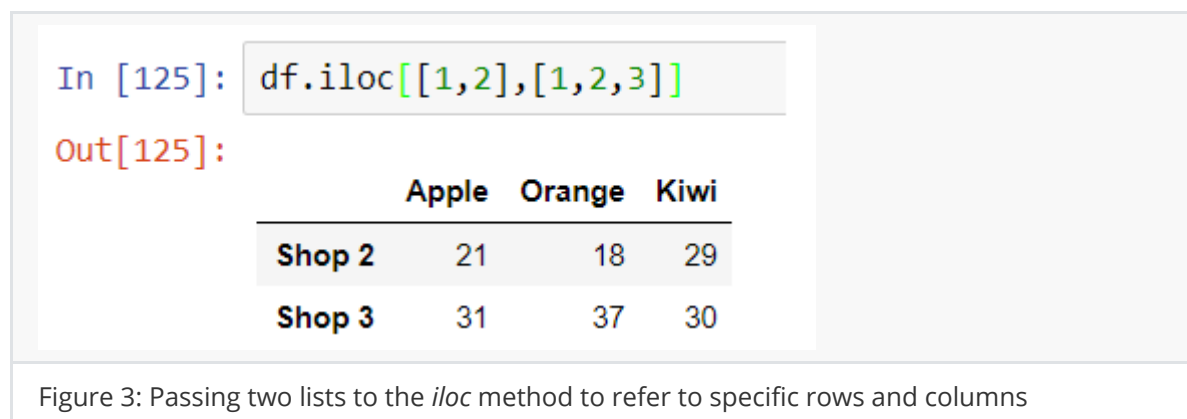 In [125]: df.iloc[[1,2],[1,2,3]]
Out[125]:
Apple Orange Kiwi
Shop 2 21 18 29
Shop 3 31 37 30
Figure 3: Passing two lists to the iloc method to refer to specific rows and columns